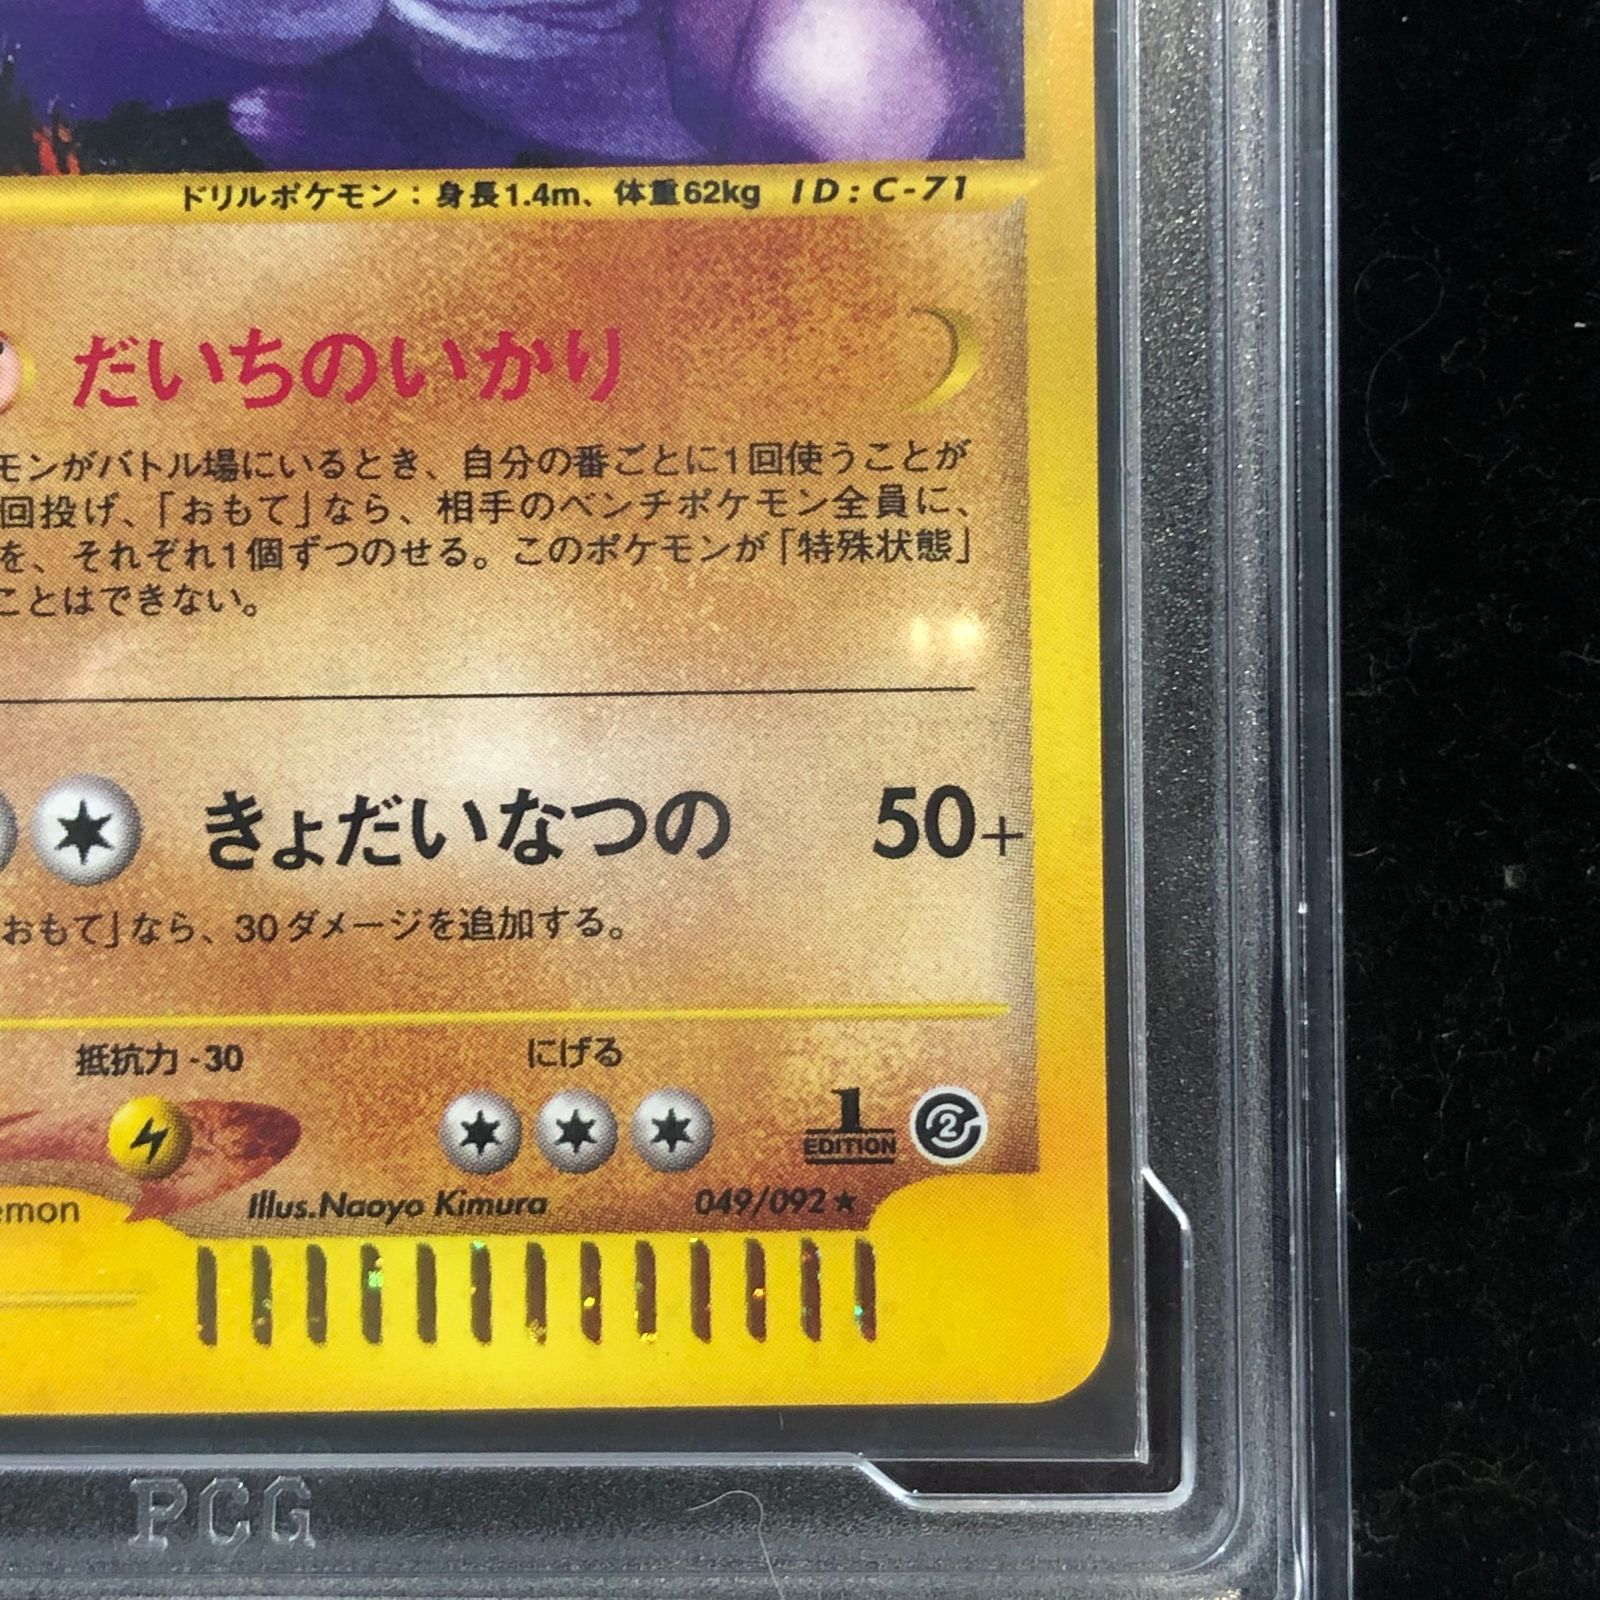 ドリルポケモン：身長1.4m、体重62kg ID:C-71
だいちのいかり
モンがバトル場にいるとき、自分の番ごとに1回使うことが
回投げ、「おもて」なら、相手のベンチポケモン全員に、
を、それぞれ1個ずつのせる。このポケモンが「特殊状態」
ことはできない。
きょだいなつの 50+
おもて」なら、30ダメージを追加する。
抵抗力 -30 にげる
1 EDITION 2
emon Illus.Naoyo Kimura 049/092★
PCG